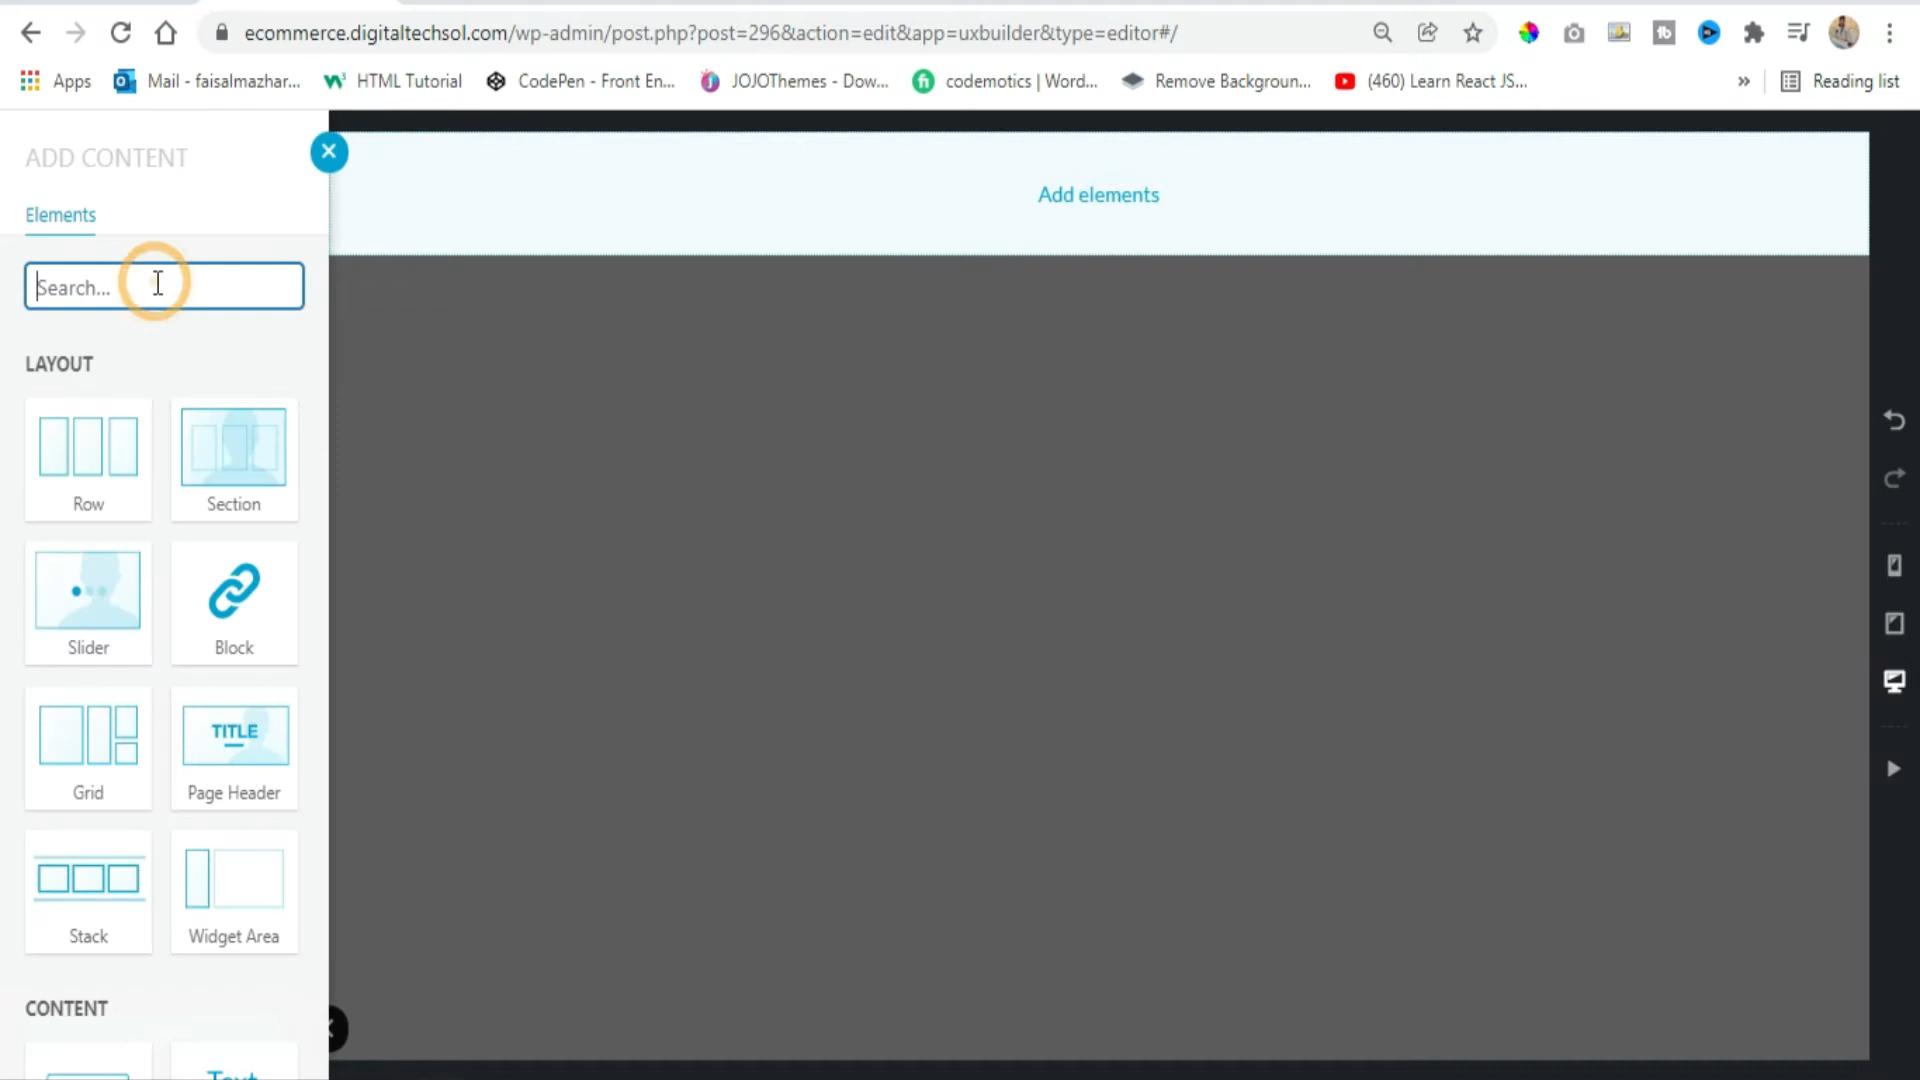 ecommerce.digitaltechsol.com/wp-admin/post.php?post=296&action=edit&app=uxbuilder&type=editor#/
Apps
Mail - faisalmazhar...
HTML Tutorial
CodePen - Front En...
JOJOThemes - Dow...
codemotics | Word...
Remove Backgroun...
(460) Learn React JS...
»
Reading list
ADD CONTENT
Elements
Search...
Add elements
LAYOUT
Row
Section
Slider
Block
Grid
TITLE
Page Header
Stack
Widget Area
CONTENT
Text